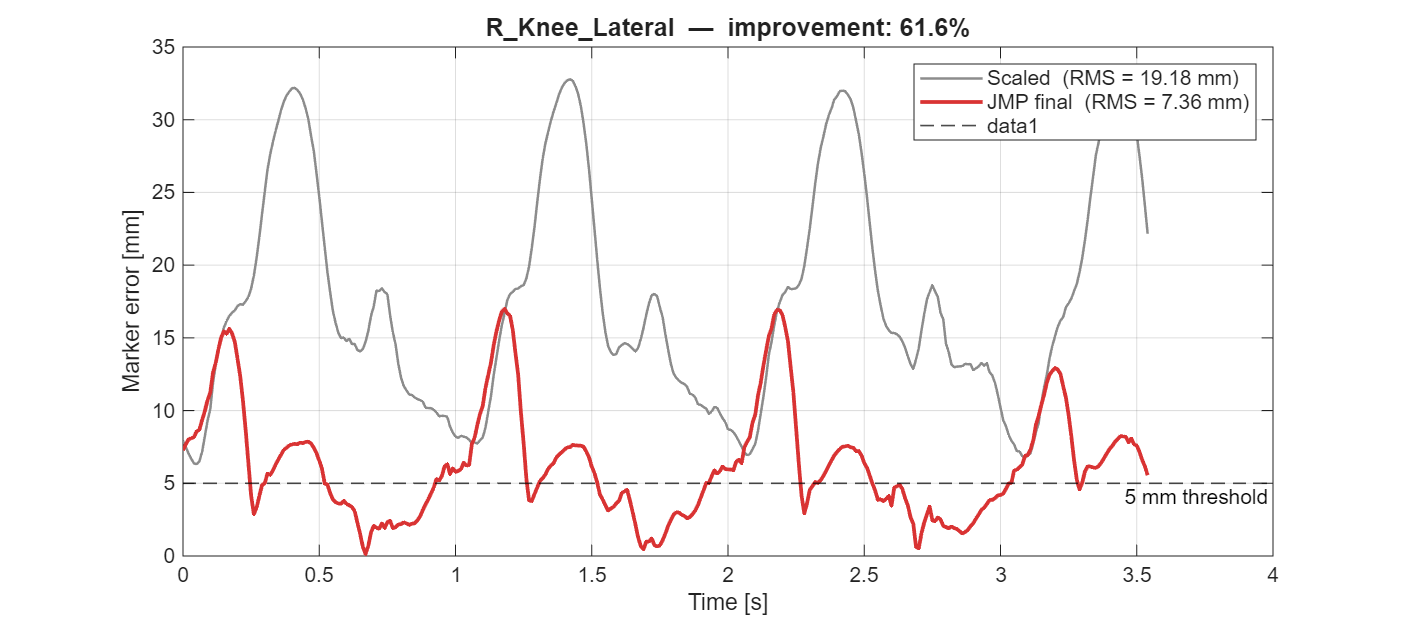 R_Knee_Lateral — improvement: 61.6%
Scaled (RMS = 19.18 mm)
JMP final (RMS = 7.36 mm)
data1
Marker error [mm]
35
30
25
20
15
10
5
0
5 mm threshold
0 0.5 1 1.5 2 2.5 3 3.5 4
Time [s]